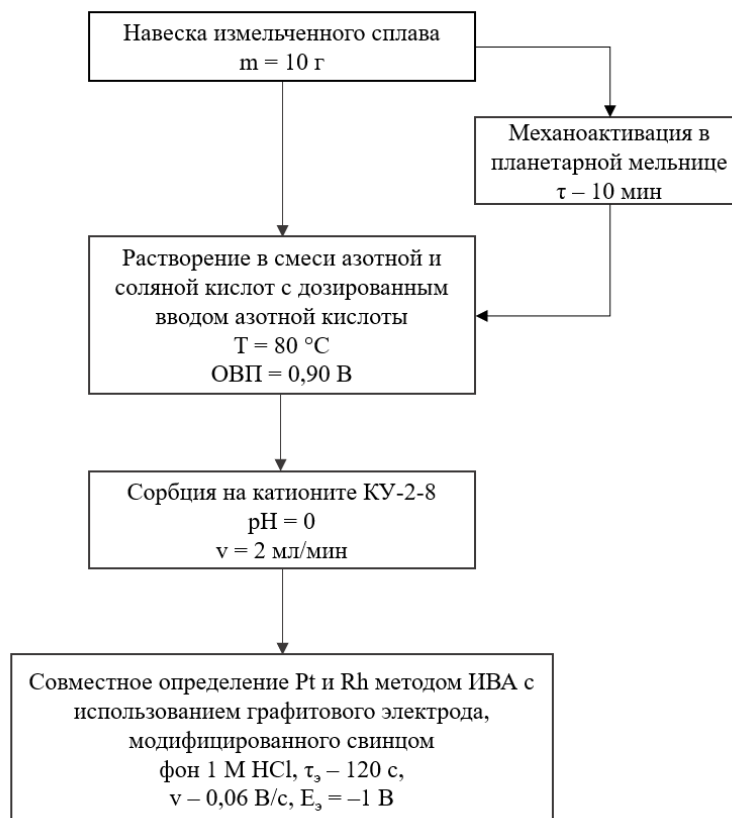 Навеска измельченного сплава
m = 10 г
Механоактивация в
планетарной мельнице
τ – 10 мин
Растворение в смеси азотной и
соляной кислот с дозированным
вводом азотной кислоты
T = 80 °C
ОВП = 0,90 В
Сорбция на катионите КУ-2-8
pH = 0
v = 2 мл/мин
Совместное определение Pt и Rh методом ИВА с
использованием графитового электрода,
модифицированного свинцом
фон 1 М HCl, τэ – 120 с,
v – 0,06 В/с, Eэ = –1 В